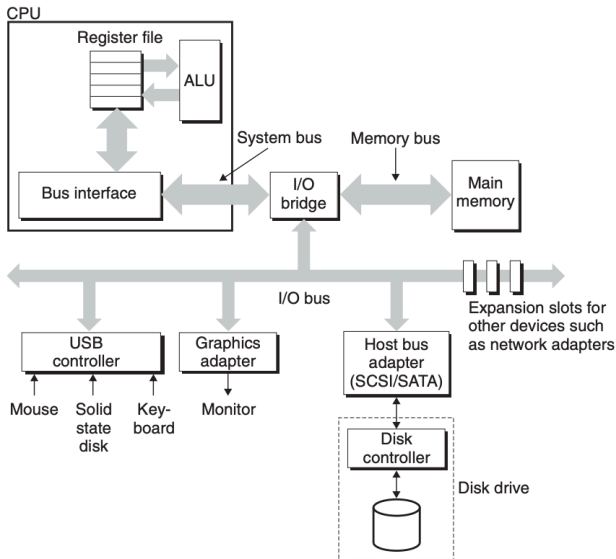 CPU
Register file
ALU
System bus
Memory bus
Bus interface
I/O
bridge
Main
memory
I/O bus
Expansion slots for
other devices such
as network adapters
USB
controller
Graphics
adapter
Host bus
adapter
(SCSI/SATA)
Mouse
Solid
state
disk
Key-
board
Monitor
Disk
controller
Disk drive